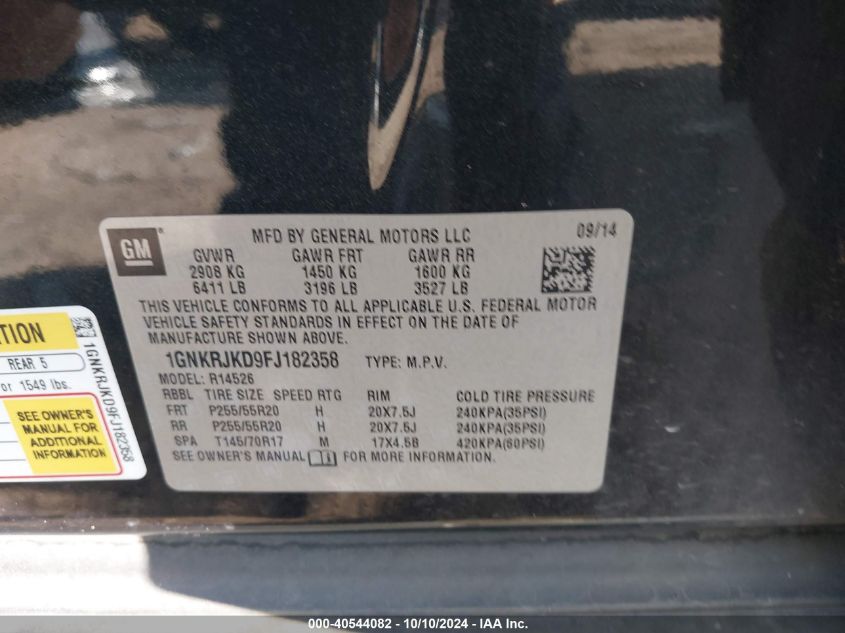 GM
MFD BY GENERAL MOTORS LLC 09/14
GVWR GAWR FRT GAWR RR
2908 KG 1450 KG 1600 KG
6411 LB 3196 LB 3527 LB
THIS VEHICLE CONFORMS TO ALL APPLICABLE U.S. FEDERAL MOTOR
VEHICLE SAFETY STANDARDS IN EFFECT ON THE DATE OF
MANUFACTURE SHOWN ABOVE.
1GNKRJKD9FJ182358 TYPE: M.P.V.
MODEL: R14526
RBBL TIRE SIZE SPEED RTG RIM COLD TIRE PRESSURE
FRT P255/55R20 H 20X7.5J 240KPA(35PSI)
RR P255/55R20 H 20X7.5J 240KPA(35PSI)
SPA T145/70R17 M 17X4.5B 420KPA(60PSI)
SEE OWNER'S MANUAL FOR MORE INFORMATION.
REAR 5
or 1549 lbs.
SEE OWNER'S
MANUAL FOR
ADDITIONAL
INFORMATION
1GNKRJKD9FJ182358
000-40544082 - 10/10/2024 - IAA Inc.